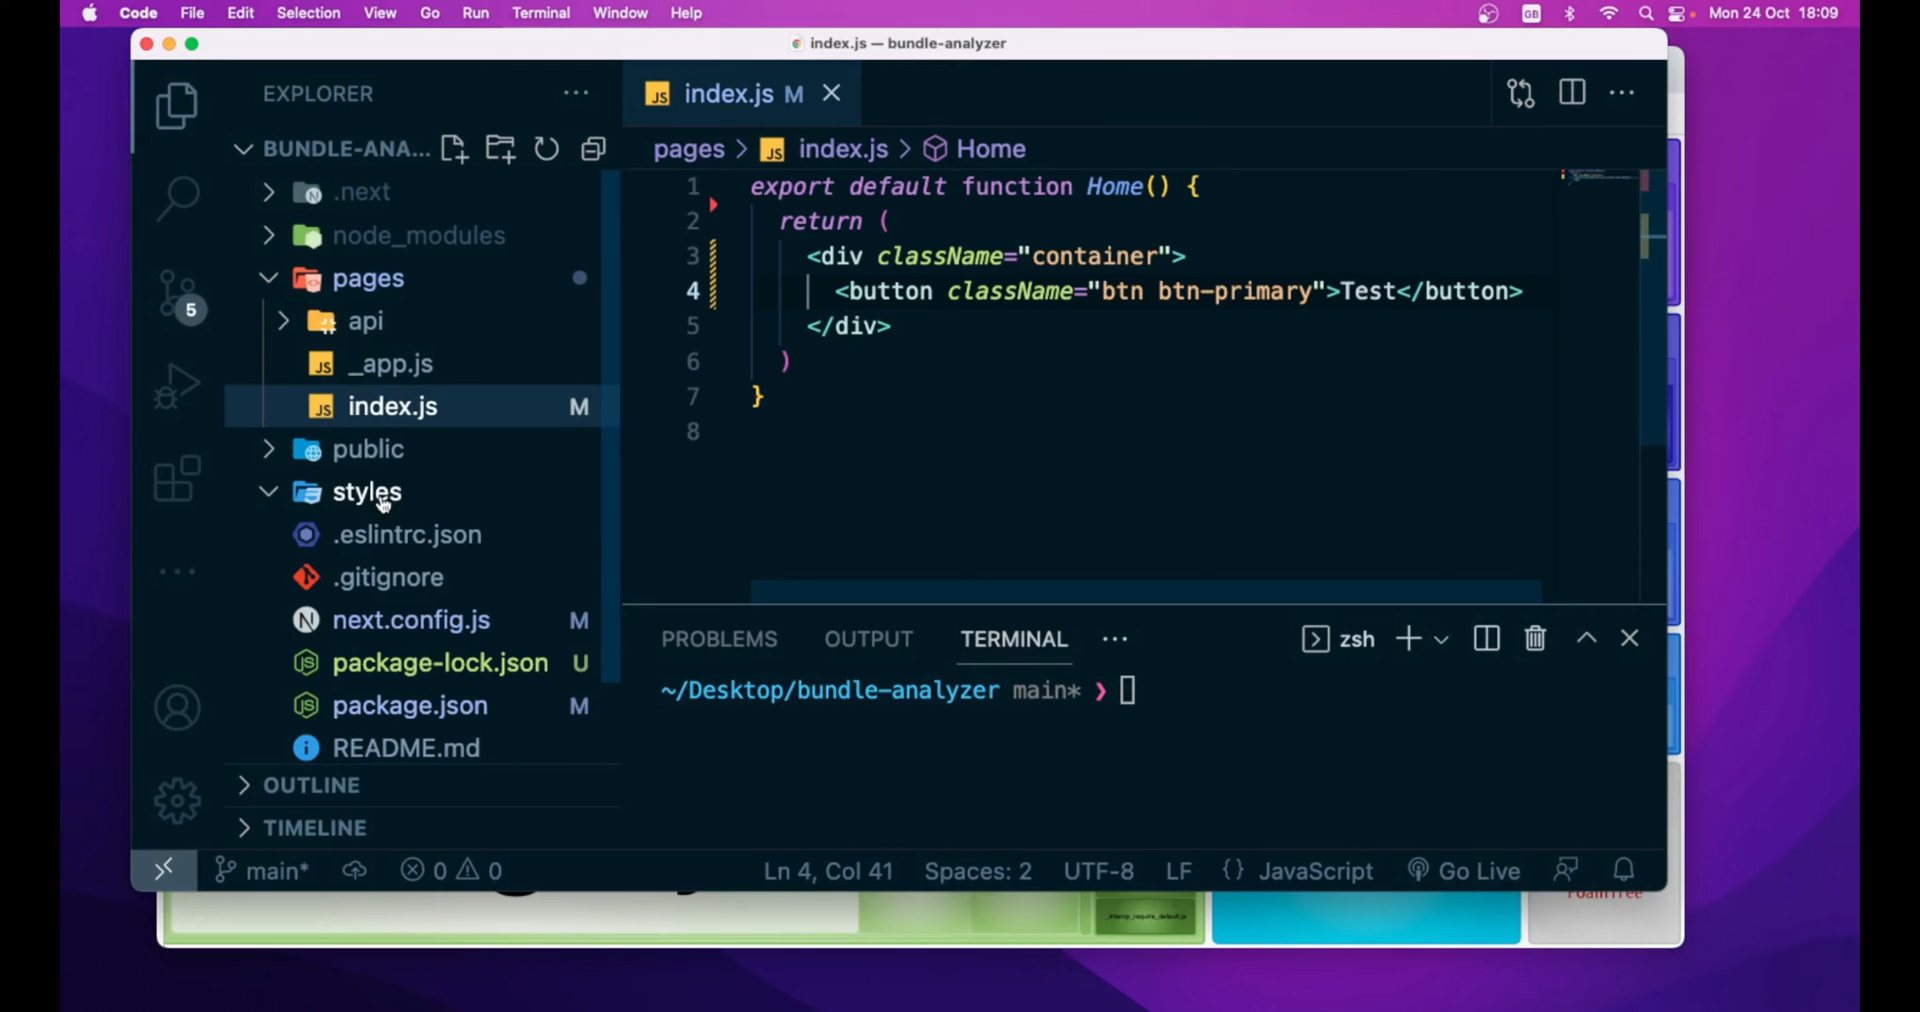 Code File Edit Selection View Go Run Terminal Window Help GB Mon 24 Oct 18:09
index.js — bundle-analyzer
EXPLORER
BUNDLE-ANA...
.next
node_modules
pages
api
_app.js
index.js M
public
styles
.eslintrc.json
.gitignore
next.config.js M
package-lock.json U
package.json M
README.md
OUTLINE
TIMELINE
5
index.js M
pages > index.js > Home
1 export default function Home() {
2 return (
3 <div className="container">
4 <button className="btn btn-primary">Test</button>
5 </div>
6 )
7 }
8
PROBLEMS OUTPUT TERMINAL zsh
~/Desktop/bundle-analyzer main* ❯
main* 0 0 Ln 4, Col 41 Spaces: 2 UTF-8 LF {} JavaScript Go Live
_interop_require_default.js
FoamTree